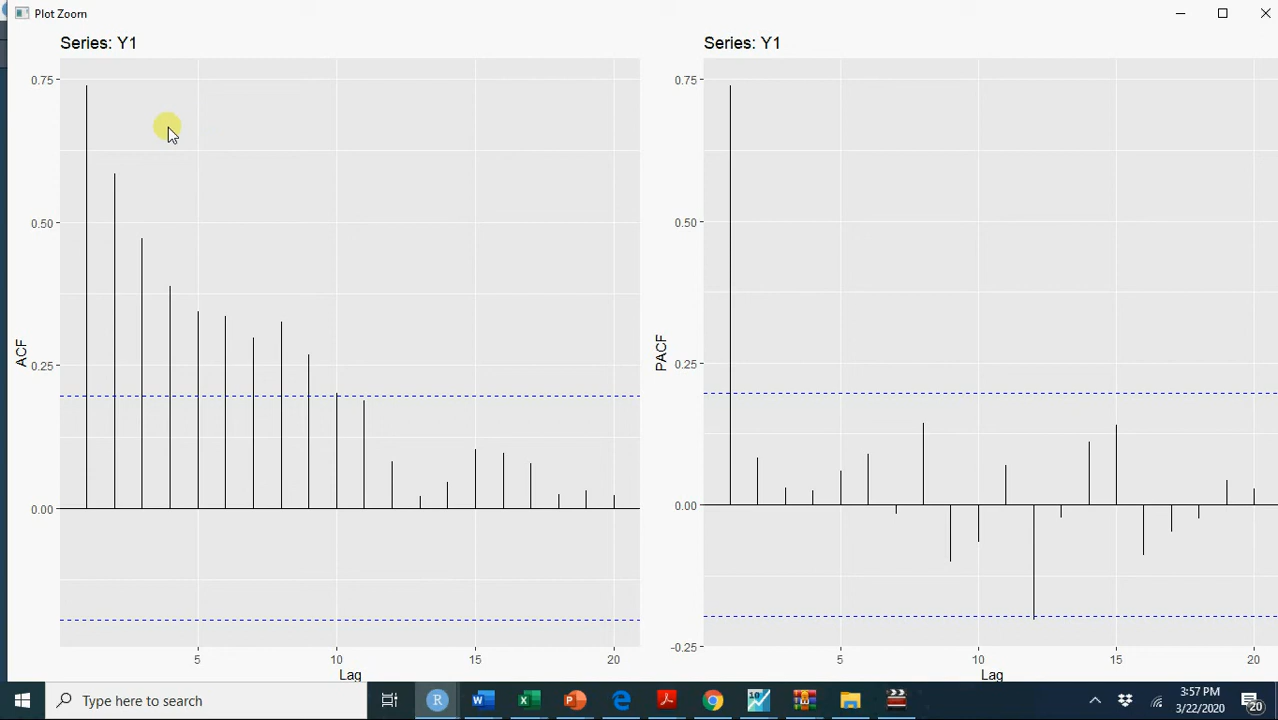 Plot Zoom
Series: Y1
Series: Y1
0.75
0.50
0.25
0.00
ACF
5
10
15
20
Lag
0.75
0.50
0.25
0.00
-0.25
PACF
5
10
15
20
Lag
Type here to search
3:57 PM
3/22/2020
20